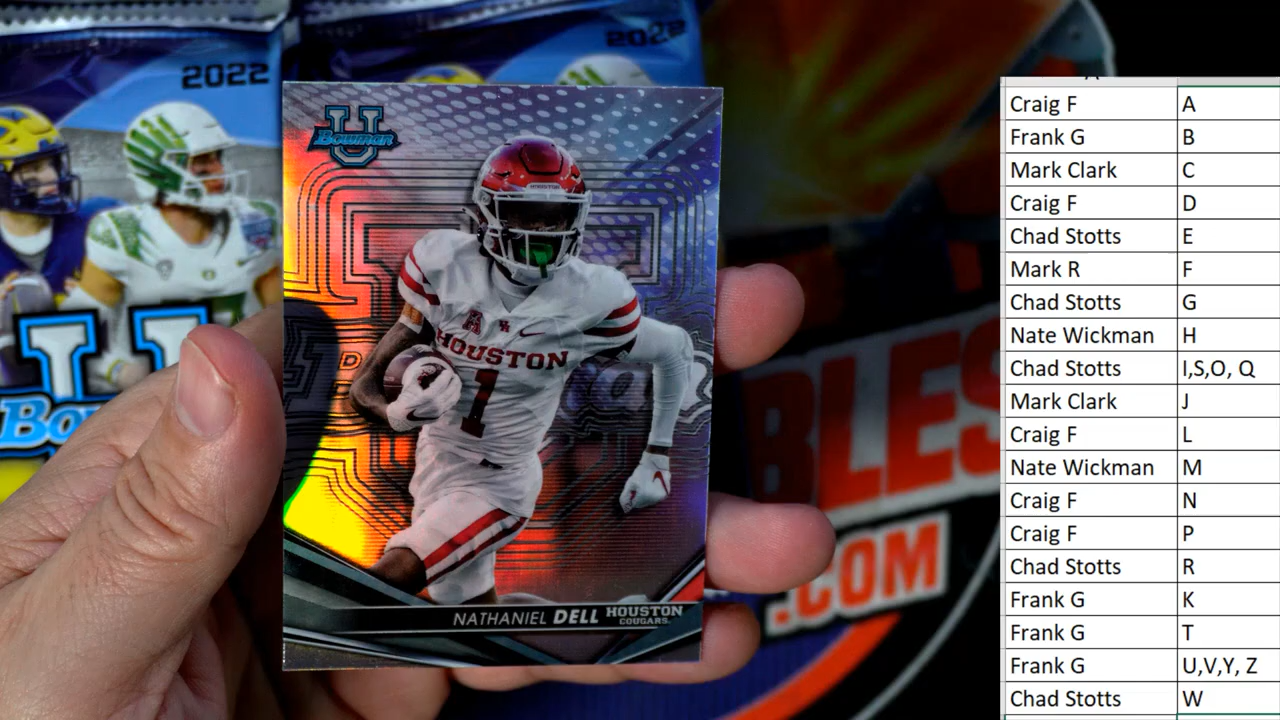 2022
2022
U
Bowman
HOUSTON
1
NATHANIEL DELL HOUSTON
COUGARS
U
Bo
BLES
.COM
A
Craig F A
Frank G B
Mark Clark C
Craig F D
Chad Stotts E
Mark R F
Chad Stotts G
Nate Wickman H
Chad Stotts I,S,O, Q
Mark Clark J
Craig F L
Nate Wickman M
Craig F N
Craig F P
Chad Stotts R
Frank G K
Frank G T
Frank G U,V,Y, Z
Chad Stotts W